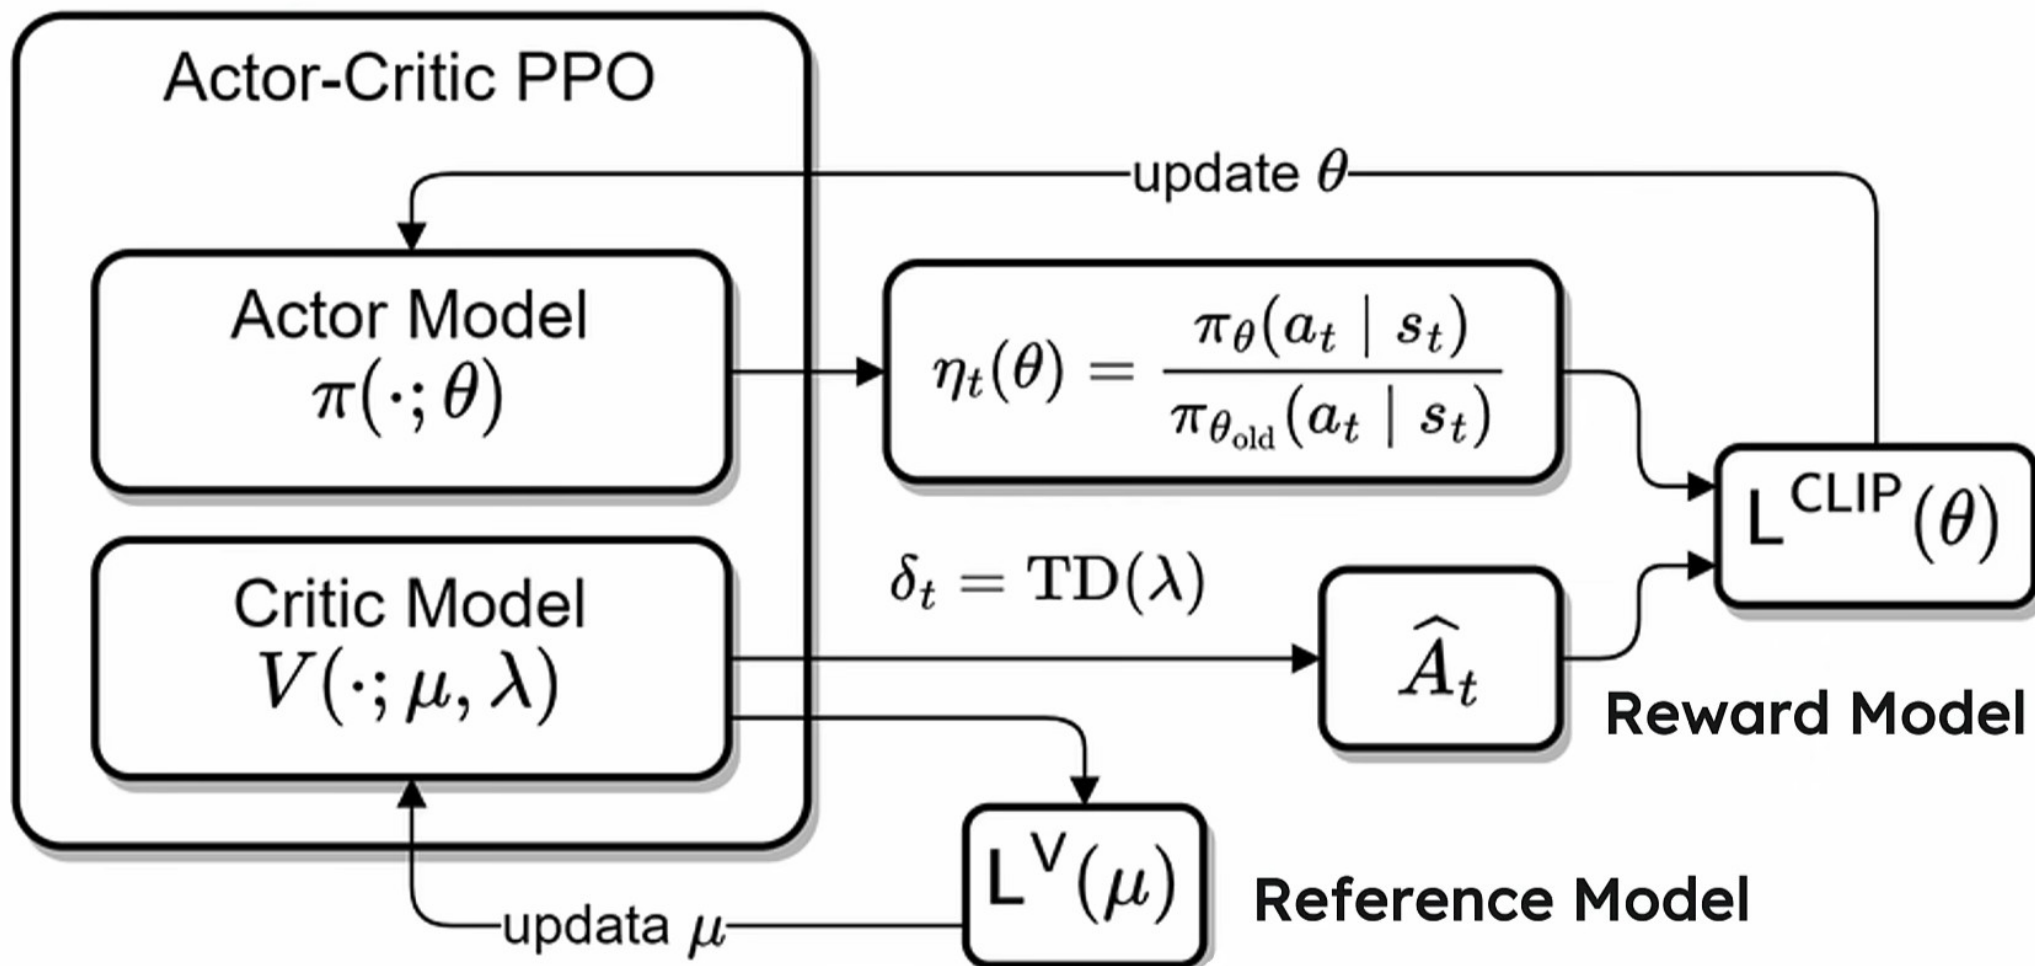 Actor-Critic PPO
update θ
Actor Model
π(·; θ)
η_t(θ) = π_θ(a_t | s_t) / π_θ_old(a_t | s_t)
L^CLIP(θ)
δ_t = TD(λ)
Critic Model
V(·; μ, λ)
Â_t
Reward Model
L^V(μ)
Reference Model
updata μ